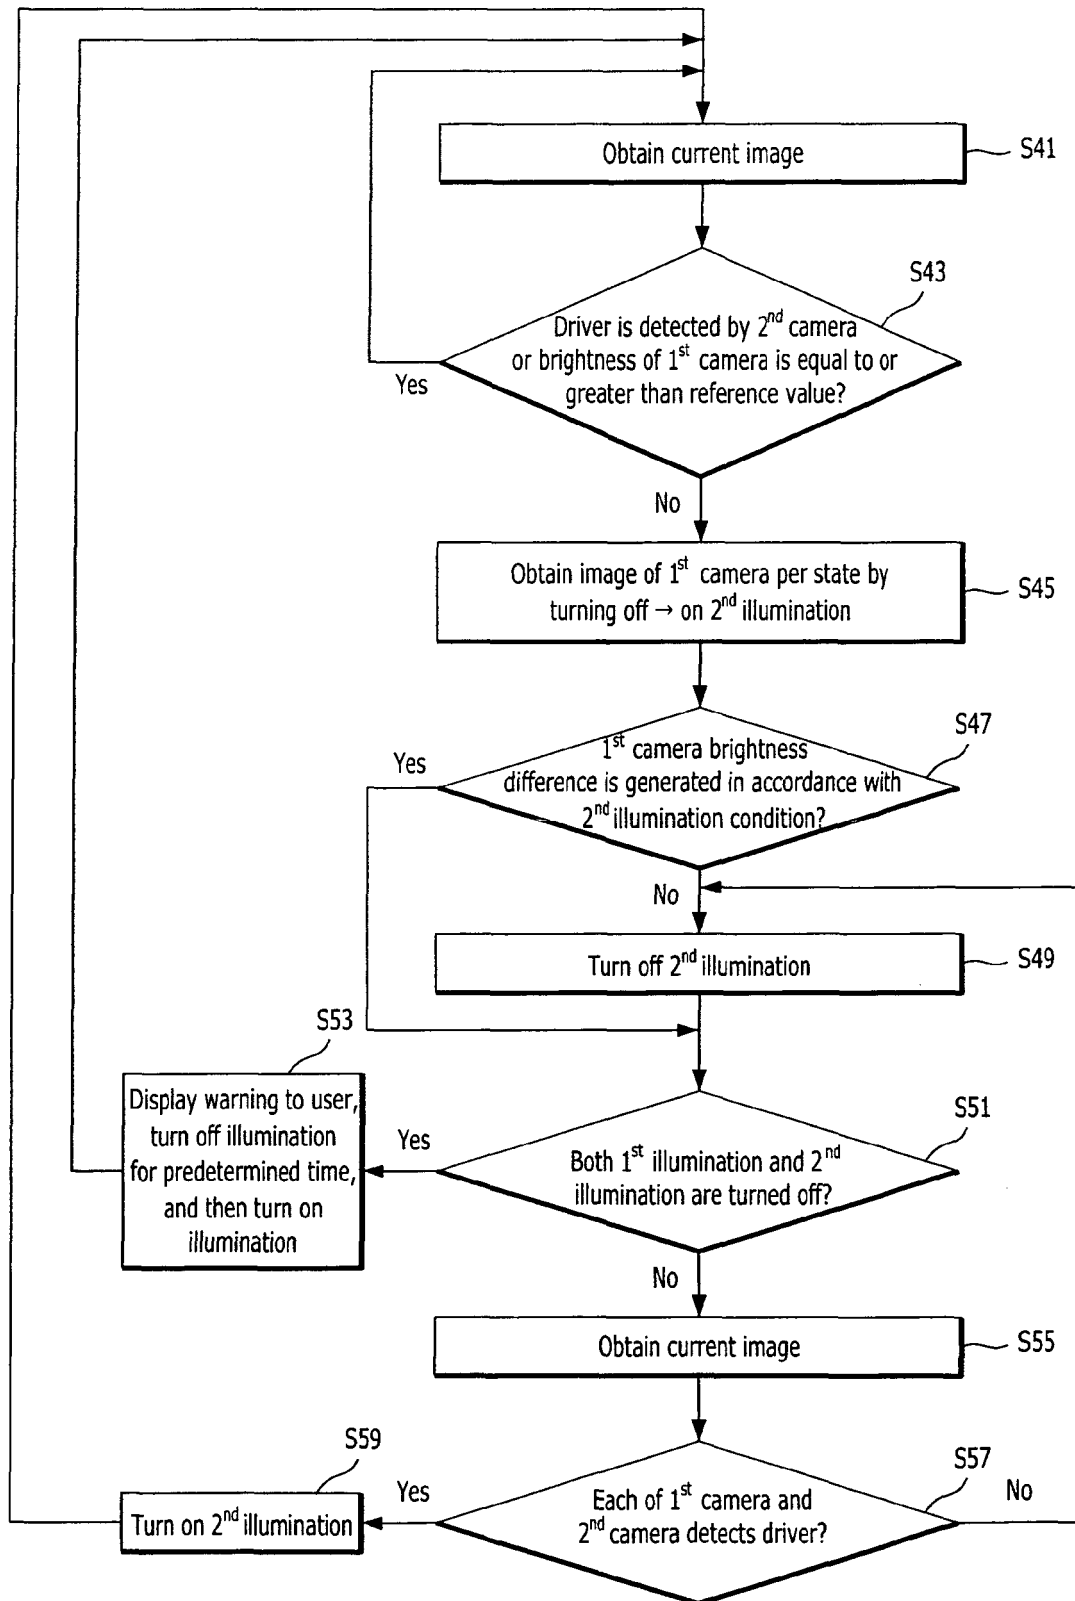 Obtain current image
S41
S43
Driver is detected by 2nd camera
or brightness of 1st camera is equal to or
greater than reference value?
Yes
No
Obtain image of 1st camera per state by
turning off → on 2nd illumination
S45
S47
1st camera brightness
difference is generated in accordance with
2nd illumination condition?
Yes
No
Turn off 2nd illumination
S49
S53
Display warning to user,
turn off illumination
for predetermined time,
and then turn on
illumination
Yes
S51
Both 1st illumination and 2nd
illumination are turned off?
No
Obtain current image
S55
S59
Turn on 2nd illumination
Yes
S57
Each of 1st camera and
2nd camera detects driver?
No